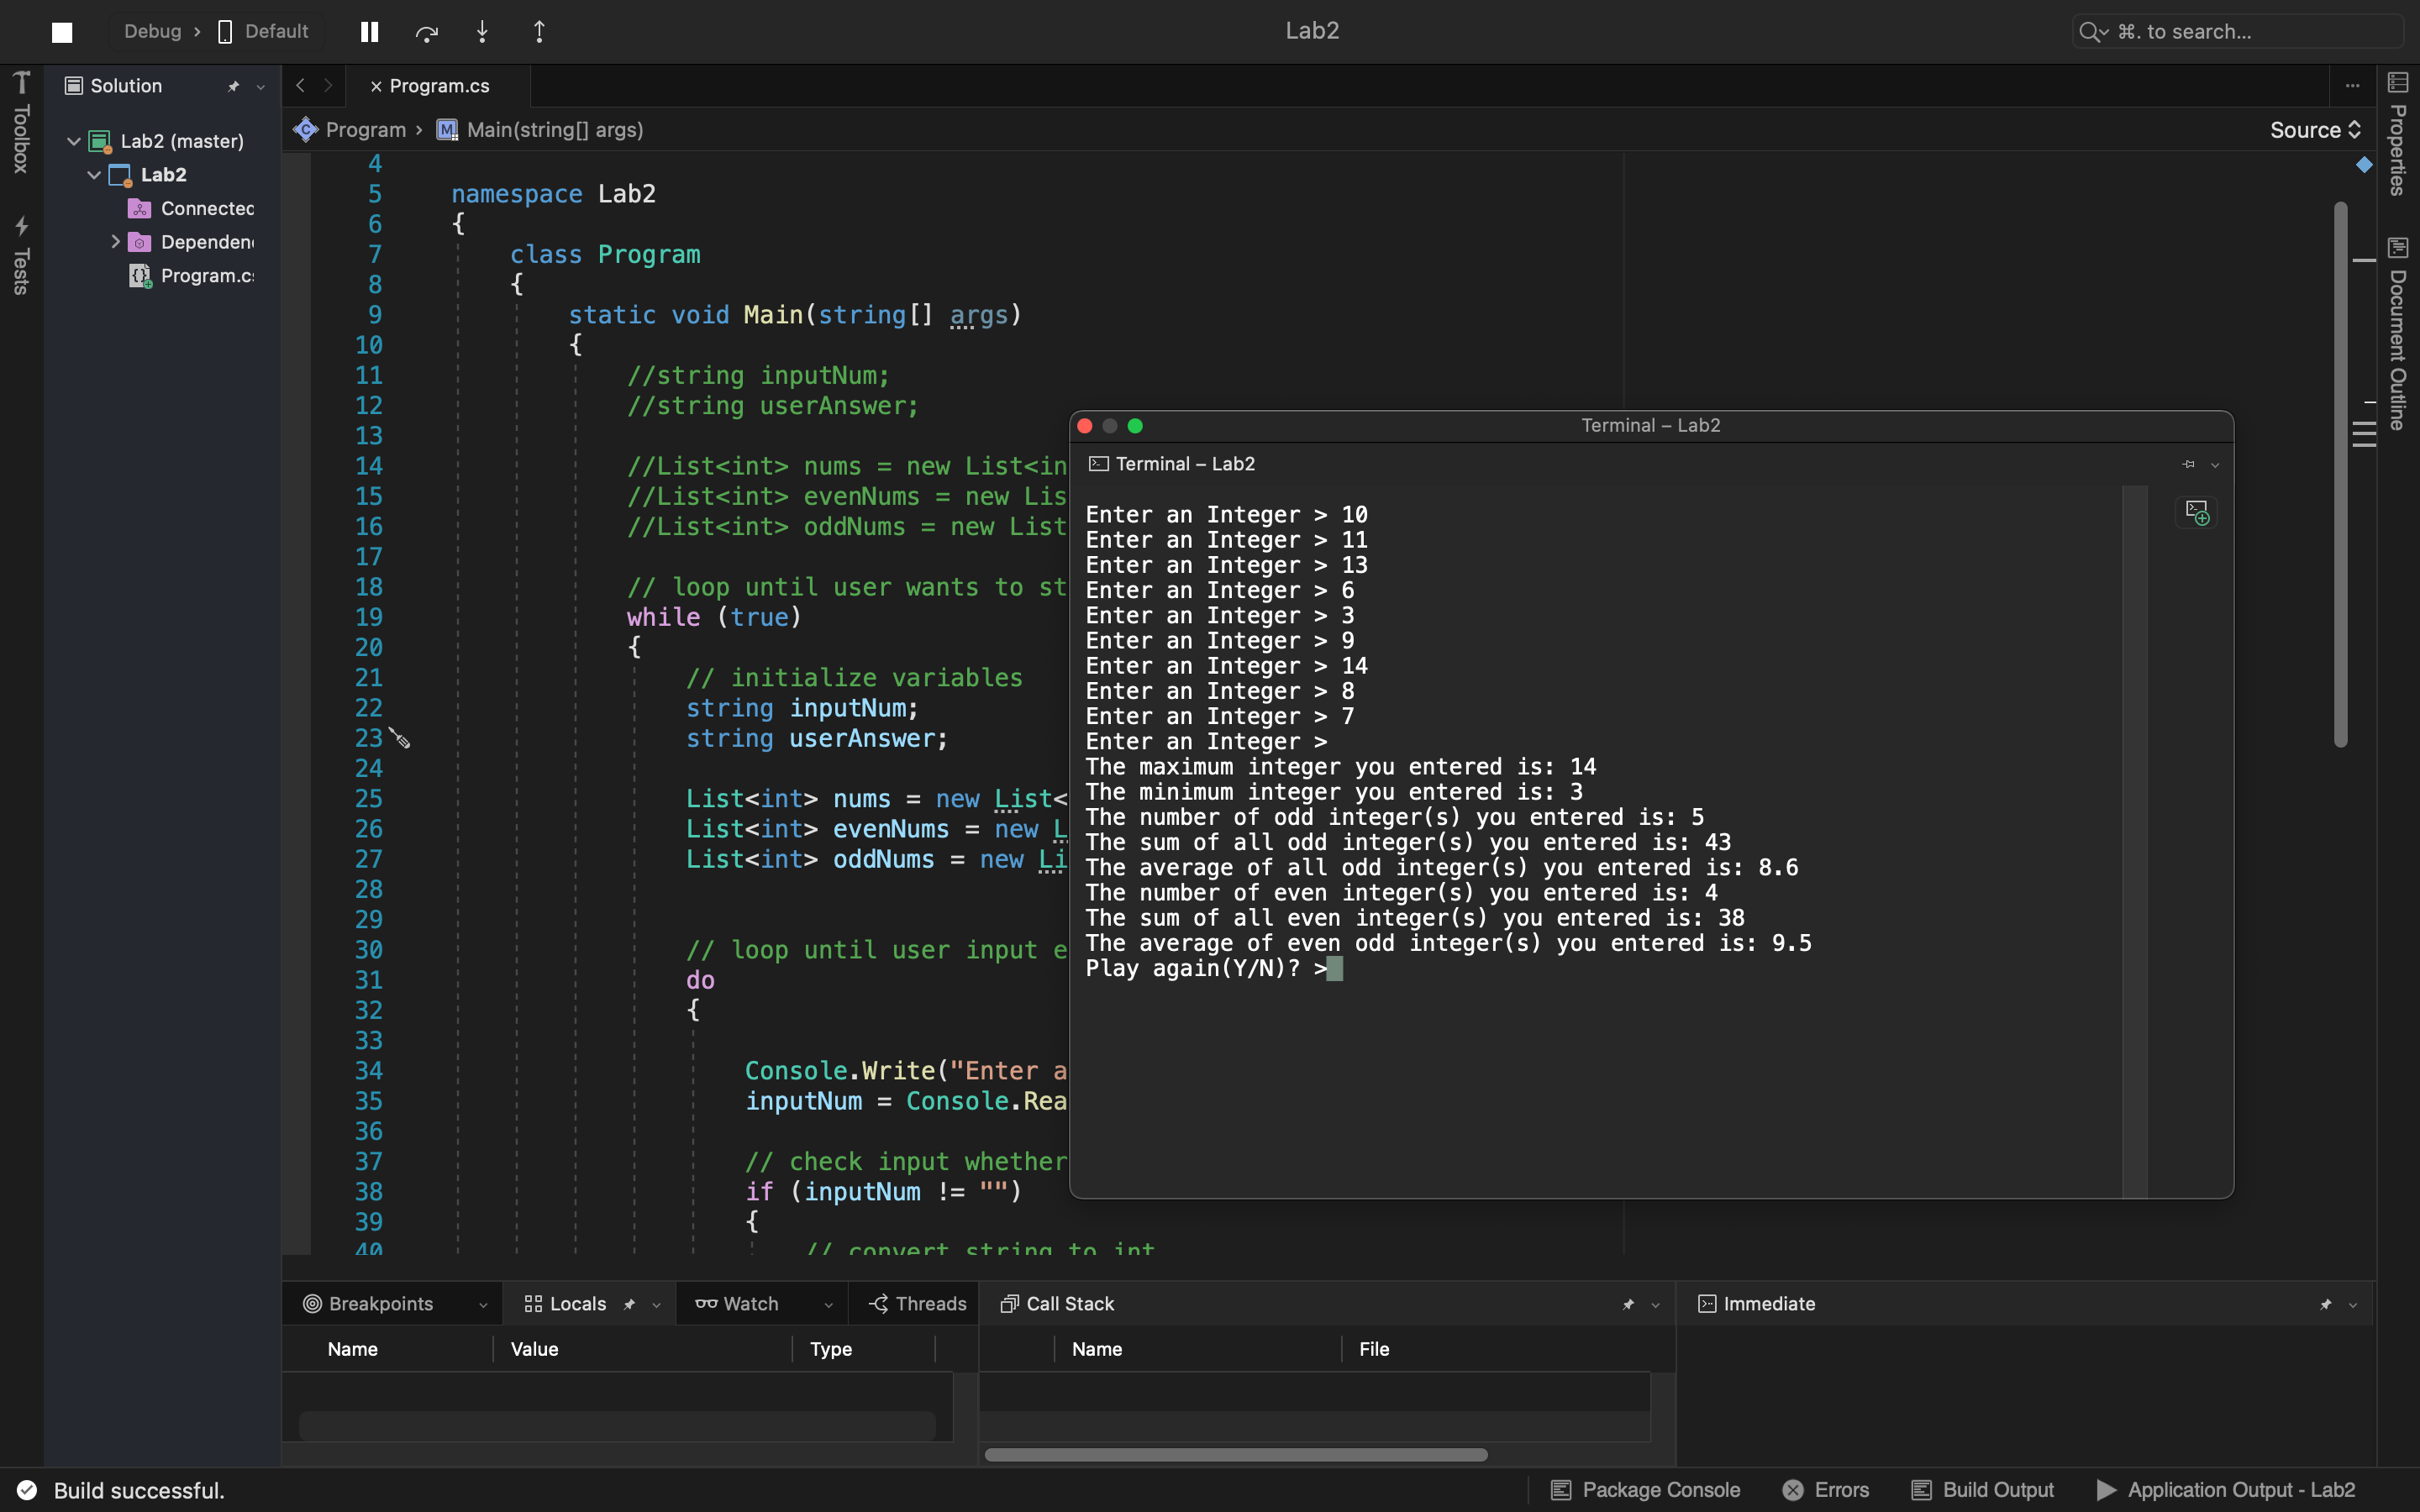 Debug > Default
Lab2
⌘. to search...
Toolbox
Tests
Solution
Lab2 (master)
Lab2
Connectec
Dependen
Program.cs
Program.cs
Program > Main(string[] args)
Source
Properties
Document Outline
4
5 namespace Lab2
6 {
7 class Program
8 {
9 static void Main(string[] args)
10 {
11 //string inputNum;
12 //string userAnswer;
13
14 //List<int> nums = new List<in
15 //List<int> evenNums = new Lis
16 //List<int> oddNums = new List
17
18 // loop until user wants to st
19 while (true)
20 {
21 // initialize variables
22 string inputNum;
23 string userAnswer;
24
25 List<int> nums = new List<
26 List<int> evenNums = new L
27 List<int> oddNums = new Li
28
29
30 // loop until user input e
31 do
32 {
33
34 Console.Write("Enter a
35 inputNum = Console.Rea
36
37 // check input whether
38 if (inputNum != "")
39 {
40 // convert string to int
Terminal – Lab2
Terminal – Lab2
Enter an Integer > 10
Enter an Integer > 11
Enter an Integer > 13
Enter an Integer > 6
Enter an Integer > 3
Enter an Integer > 9
Enter an Integer > 14
Enter an Integer > 8
Enter an Integer > 7
Enter an Integer >
The maximum integer you entered is: 14
The minimum integer you entered is: 3
The number of odd integer(s) you entered is: 5
The sum of all odd integer(s) you entered is: 43
The average of all odd integer(s) you entered is: 8.6
The number of even integer(s) you entered is: 4
The sum of all even integer(s) you entered is: 38
The average of even odd integer(s) you entered is: 9.5
Play again(Y/N)? >
Breakpoints
Locals
Watch
Threads
Call Stack
Immediate
Name Value Type
Name File
Build successful.
Package Console
Errors
Build Output
Application Output - Lab2